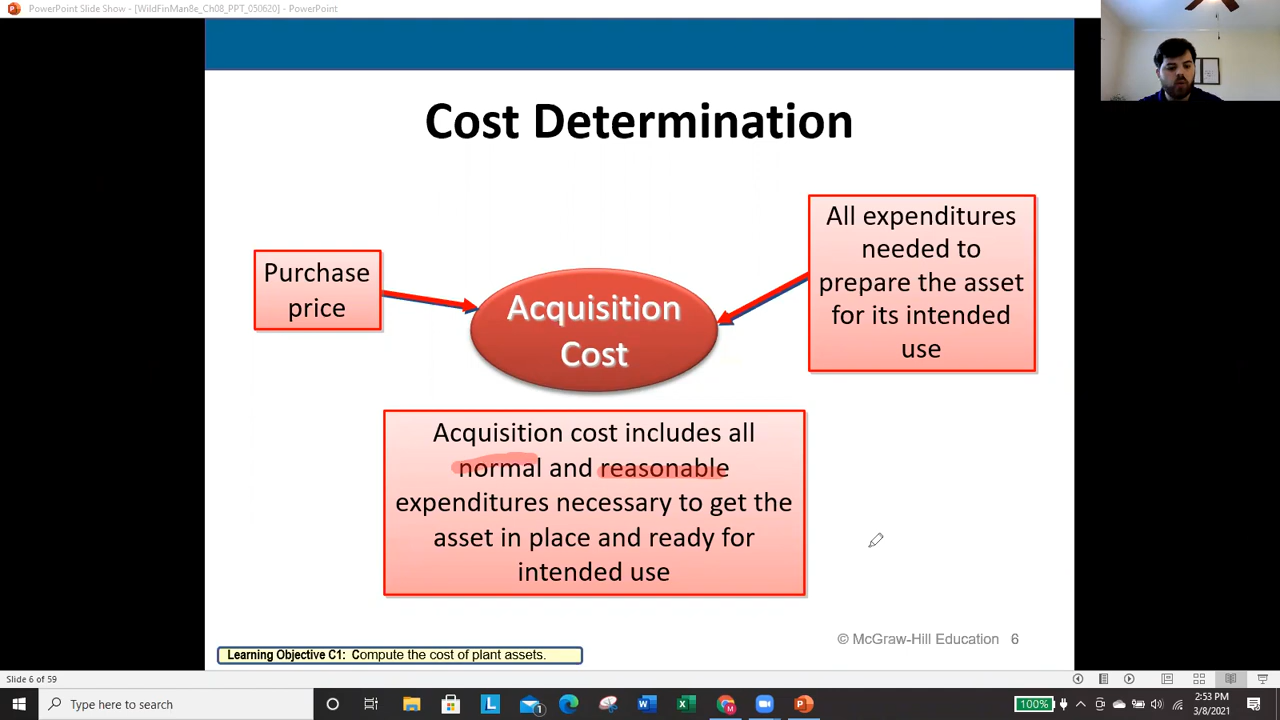 PowerPoint Slide Show - [WildFinMan8e_Ch08_PPT_050620] - PowerPoint
Cost Determination
Purchase
price
Acquisition
Cost
All expenditures
needed to
prepare the asset
for its intended
use
Acquisition cost includes all
normal and reasonable
expenditures necessary to get the
asset in place and ready for
intended use
© McGraw-Hill Education 6
Learning Objective C1: Compute the cost of plant assets.
Slide 6 of 59
Type here to search
100%
2:53 PM
3/8/2021